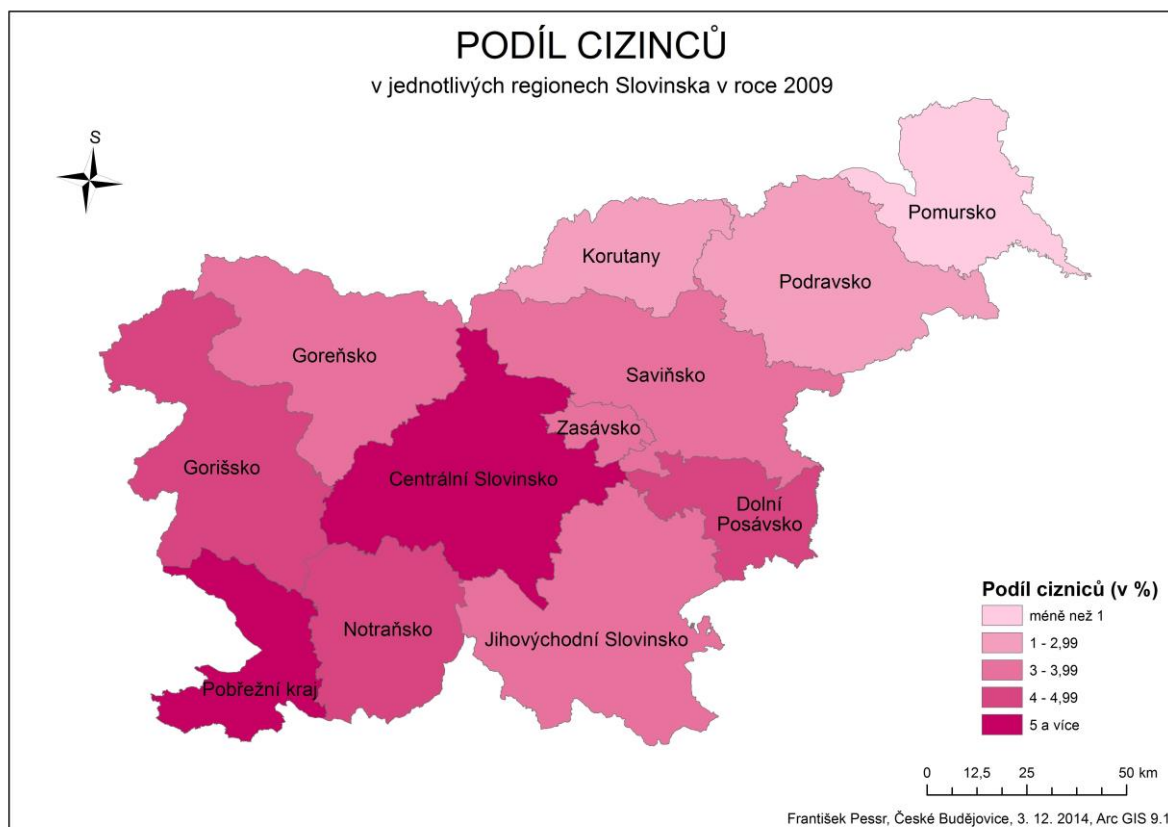 PODÍL CIZINCŮ
v jednotlivých regionech Slovinska v roce 2009
S
Pomursko
Korutany
Podravsko
Goreňsko
Saviňsko
Zasávsko
Gorišsko
Centrální Slovinsko
Dolní
Posávsko
Notraňsko
Jihovýchodní Slovinsko
Pobřežní kraj
Podíl cizniců (v %)
méně než 1
1 - 2,99
3 - 3,99
4 - 4,99
5 a více
0 12,5 25 50 km
František Pessr, České Budějovice, 3. 12. 2014, Arc GIS 9.1